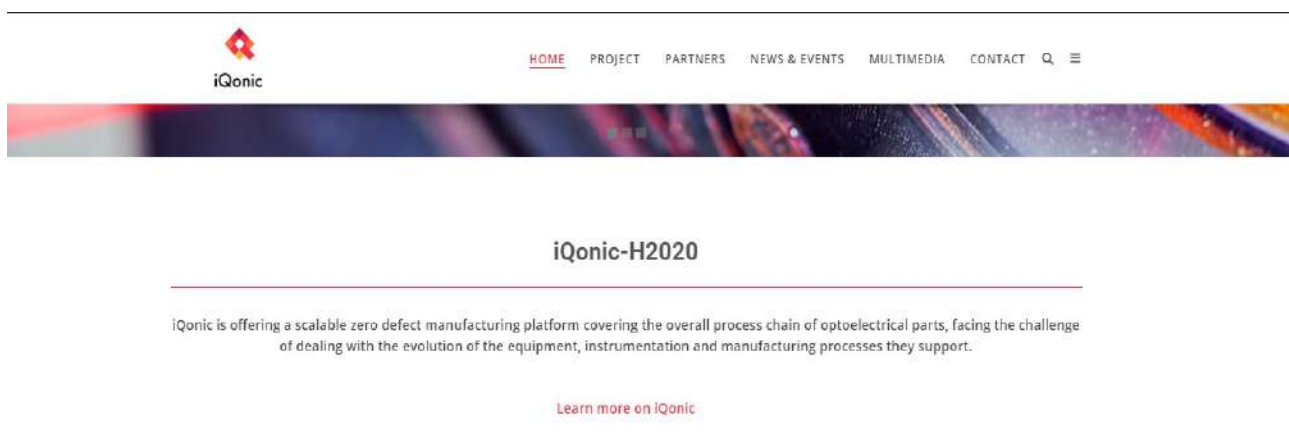 iQonic
HOME PROJECT PARTNERS NEWS & EVENTS MULTIMEDIA CONTACT
iQonic-H2020
iQonic is offering a scalable zero defect manufacturing platform covering the overall process chain of optoelectrical parts, facing the challenge
of dealing with the evolution of the equipment, instrumentation and manufacturing processes they support.
Learn more on iQonic